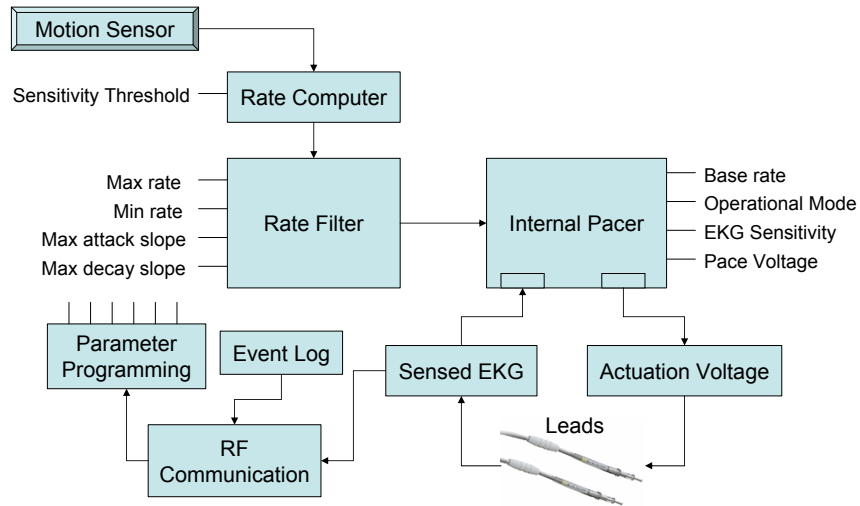 Motion Sensor
Sensitivity Threshold
Rate Computer
Max rate
Min rate
Max attack slope
Max decay slope
Rate Filter
Internal Pacer
Base rate
Operational Mode
EKG Sensitivity
Pace Voltage
Parameter
Programming
Event Log
Sensed EKG
Actuation Voltage
RF
Communication
Leads